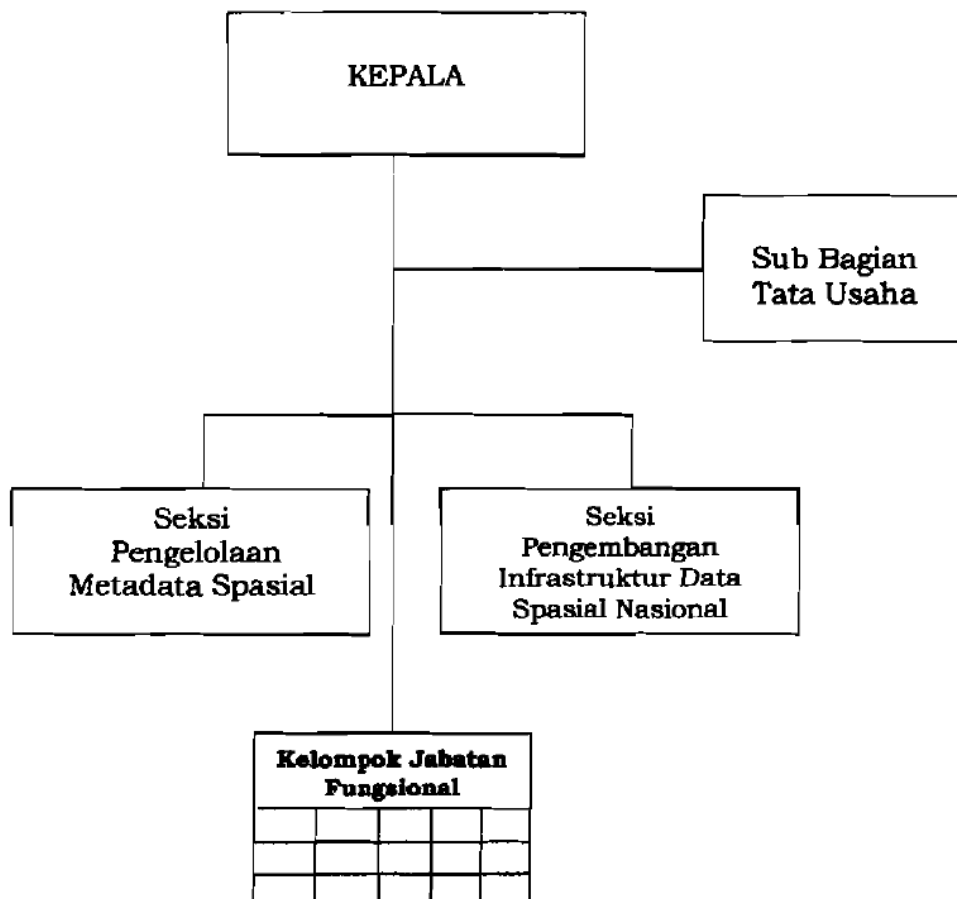 KEPALA
Sub Bagian
Tata Usaha
Seksi
Pengelolaan
Metadata Spasial
Seksi
Pengembangan
Infrastruktur Data
Spasial Nasional
Kelompok Jabatan
Fungsional